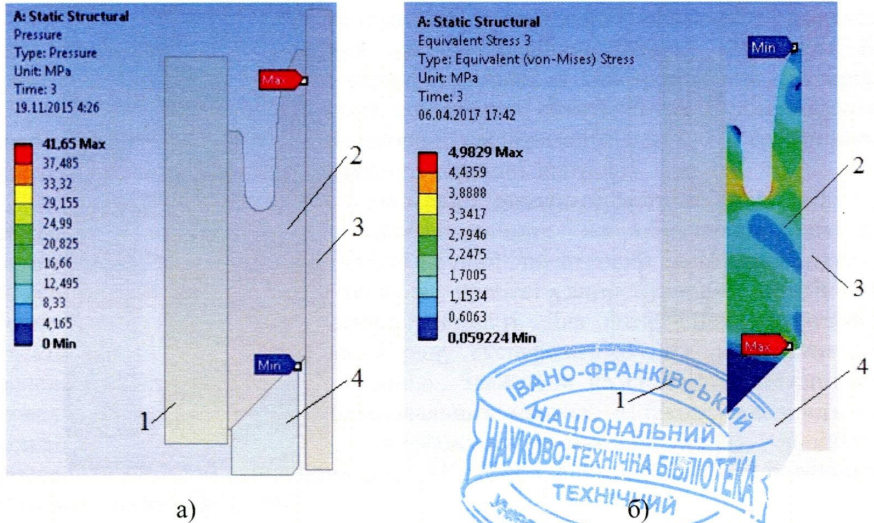 A: Static Structural
Pressure
Type: Pressure
Unit: MPa
Time: 3
19.11.2015 4:26
41,65 Max
37,485
33,32
29,155
24,99
20,825
16,66
12,495
8,33
4,165
0 Min
Max
Min
1
2
3
4
а)
A: Static Structural
Equivalent Stress 3
Type: Equivalent (von-Mises) Stress
Unit: MPa
Time: 3
06.04.2017 17:42
4,9829 Max
4,4359
3,8888
3,3417
2,7946
2,2475
1,7005
1,1534
0,6063
0,059224 Min
Min
Max
1
2
3
4
б)
ІВАНО-ФРАНКІВСЬКИЙ
НАЦІОНАЛЬНИЙ
НАУКОВО-ТЕХНІЧНА БІБЛІОТЕКА
ТЕХНІЧНИЙ